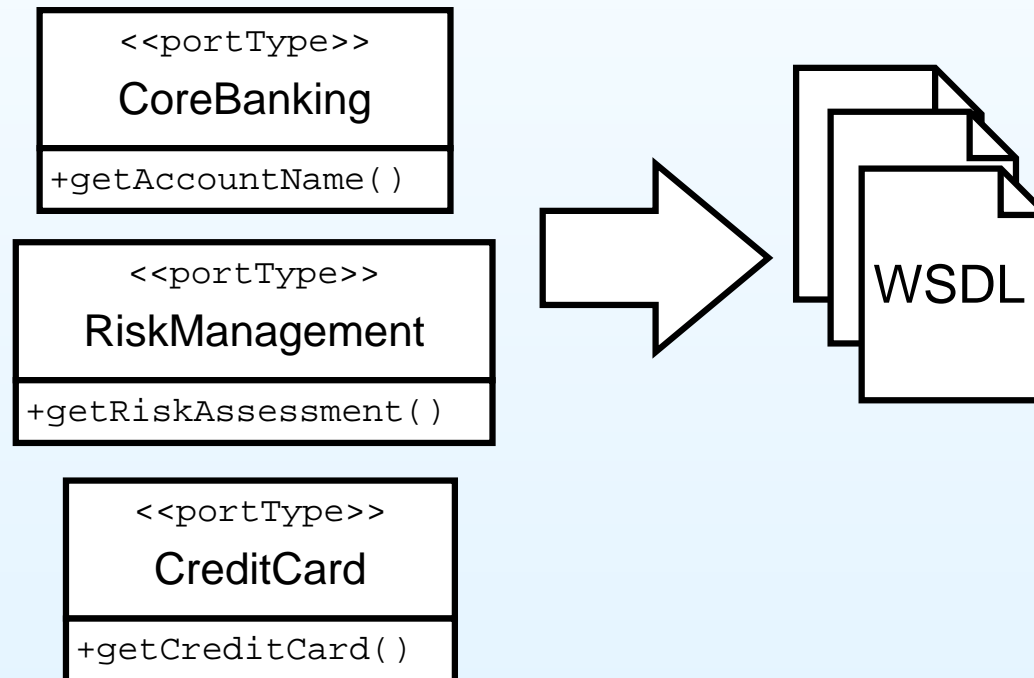 <<portType>>
CoreBanking
+getAccountName()
<<portType>>
RiskManagement
+getRiskAssessment()
<<portType>>
CreditCard
+getCreditCard()
WSDL